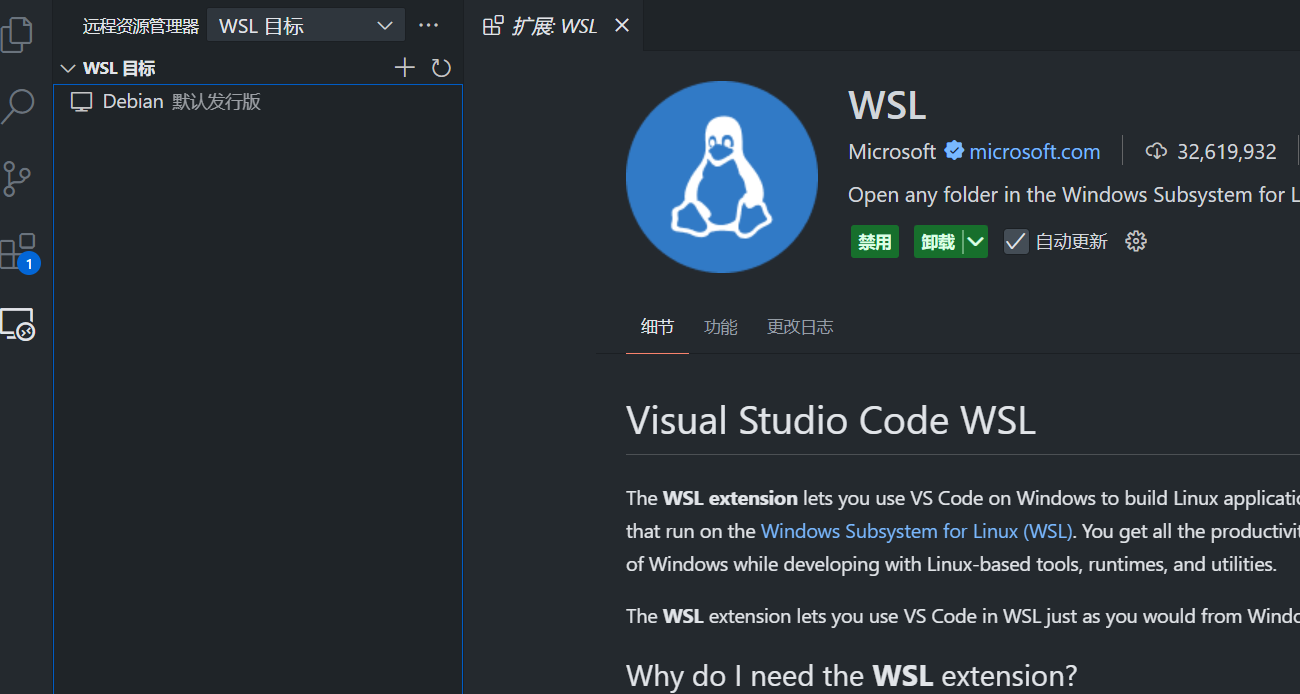 远程资源管理器
WSL 目标
扩展: WSL
WSL 目标
Debian 默认发行版
1
WSL
Microsoft microsoft.com 32,619,932
Open any folder in the Windows Subsystem for L
禁用 卸载 自动更新
细节 功能 更改日志
Visual Studio Code WSL
The WSL extension lets you use VS Code on Windows to build Linux applicatio
that run on the Windows Subsystem for Linux (WSL). You get all the productivit
of Windows while developing with Linux-based tools, runtimes, and utilities.
The WSL extension lets you use VS Code in WSL just as you would from Windo
Why do I need the WSL extension?